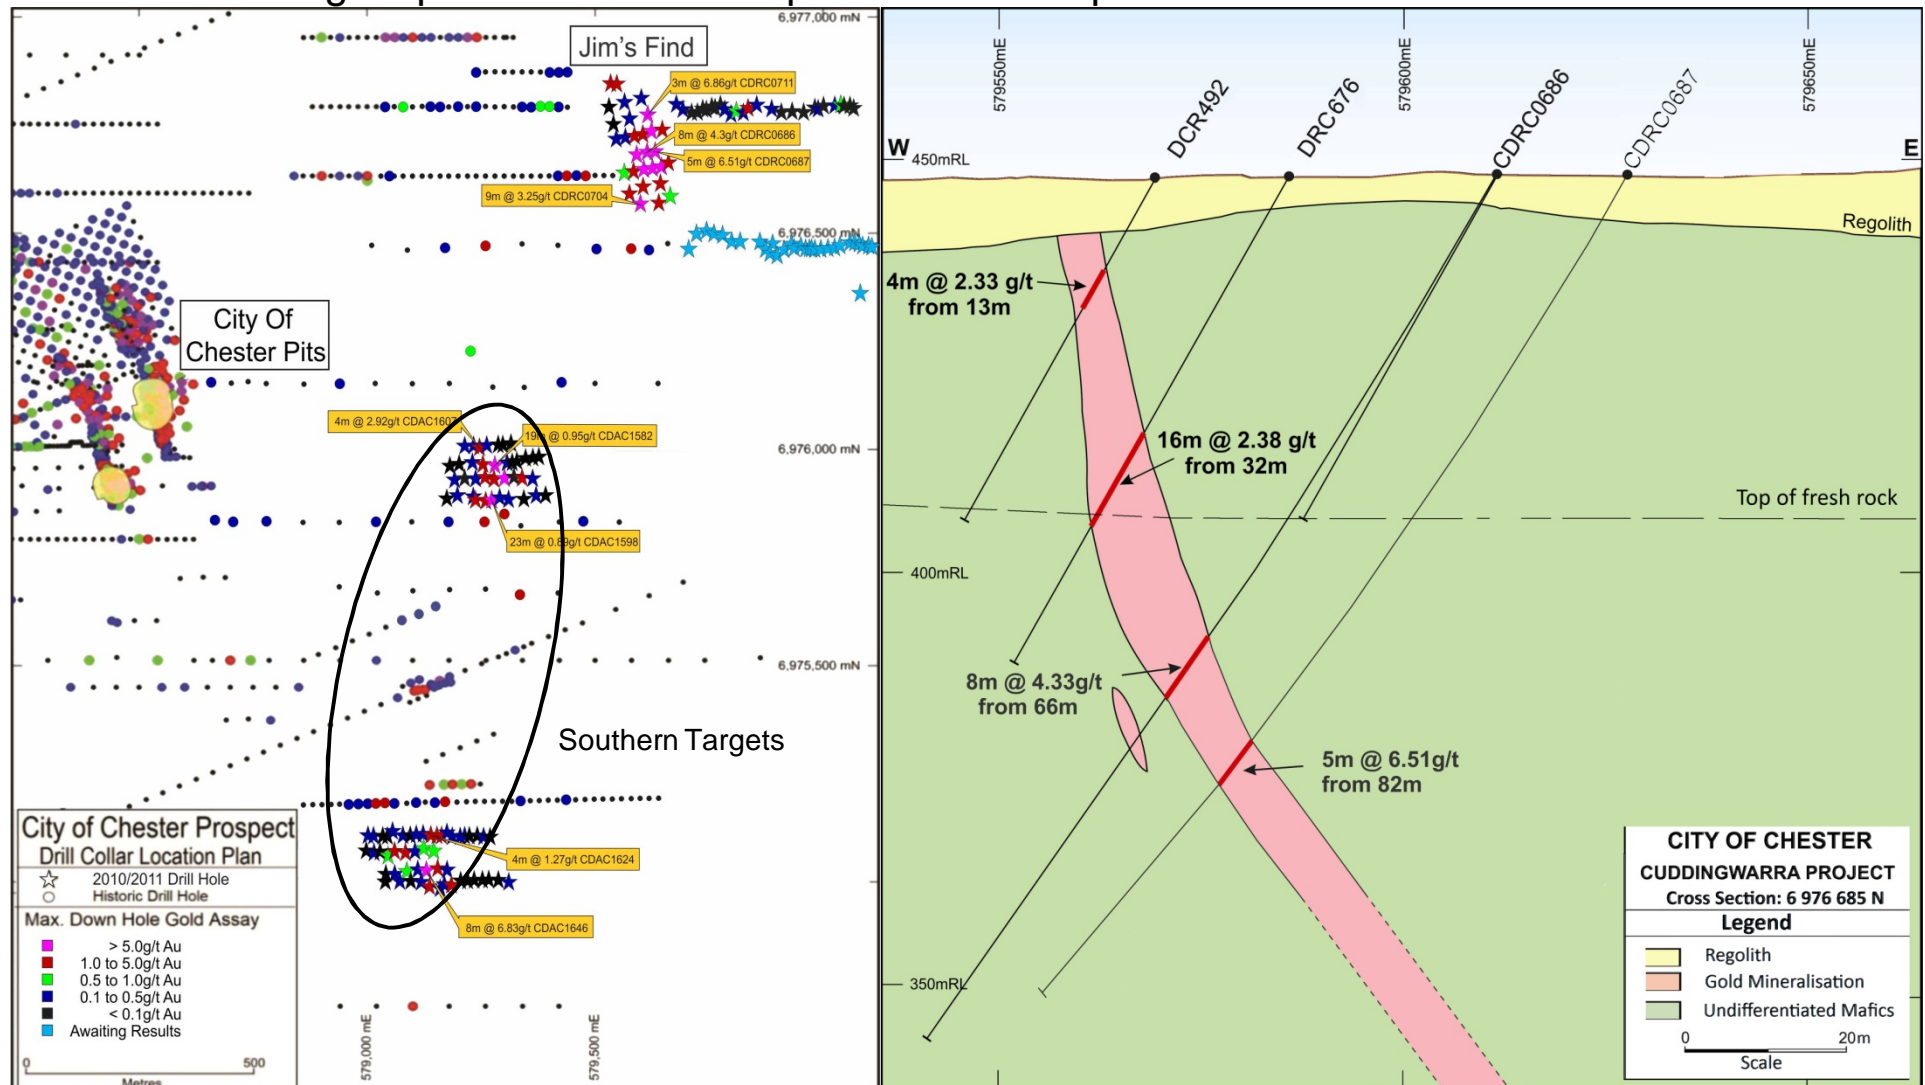 Jim's Find
6,977,000 mN
3m @ 6.86g/t CDRC0711
8m @ 4.3g/t CDRC0686
5m @ 6.51g/t CDRC0687
9m @ 3.25g/t CDRC0704
6,976,500 mN
City Of
Chester Pits
4m @ 2.92g/t CDAC1607
19m @ 0.95g/t CDAC1582
6,976,000 mN
23m @ 0.89g/t CDAC1598
6,975,500 mN
Southern Targets
4m @ 1.27g/t CDAC1624
8m @ 6.83g/t CDAC1646
City of Chester Prospect
Drill Collar Location Plan
2010/2011 Drill Hole
Historic Drill Hole
Max. Down Hole Gold Assay
> 5.0g/t Au
1.0 to 5.0g/t Au
0.5 to 1.0g/t Au
0.1 to 0.5g/t Au
< 0.1g/t Au
Awaiting Results
0 500
Metres
579,000 mE
579,500 mE
579550mE
579600mE
579650mE
DCR492
DRC676
CDRC0686
CDRC0687
W
E
450mRL
Regolith
4m @ 2.33 g/t
from 13m
16m @ 2.38 g/t
from 32m
Top of fresh rock
400mRL
8m @ 4.33g/t
from 66m
5m @ 6.51g/t
from 82m
350mRL
CITY OF CHESTER
CUDDINGWARRA PROJECT
Cross Section: 6 976 685 N
Legend
Regolith
Gold Mineralisation
Undifferentiated Mafics
0 20m
Scale